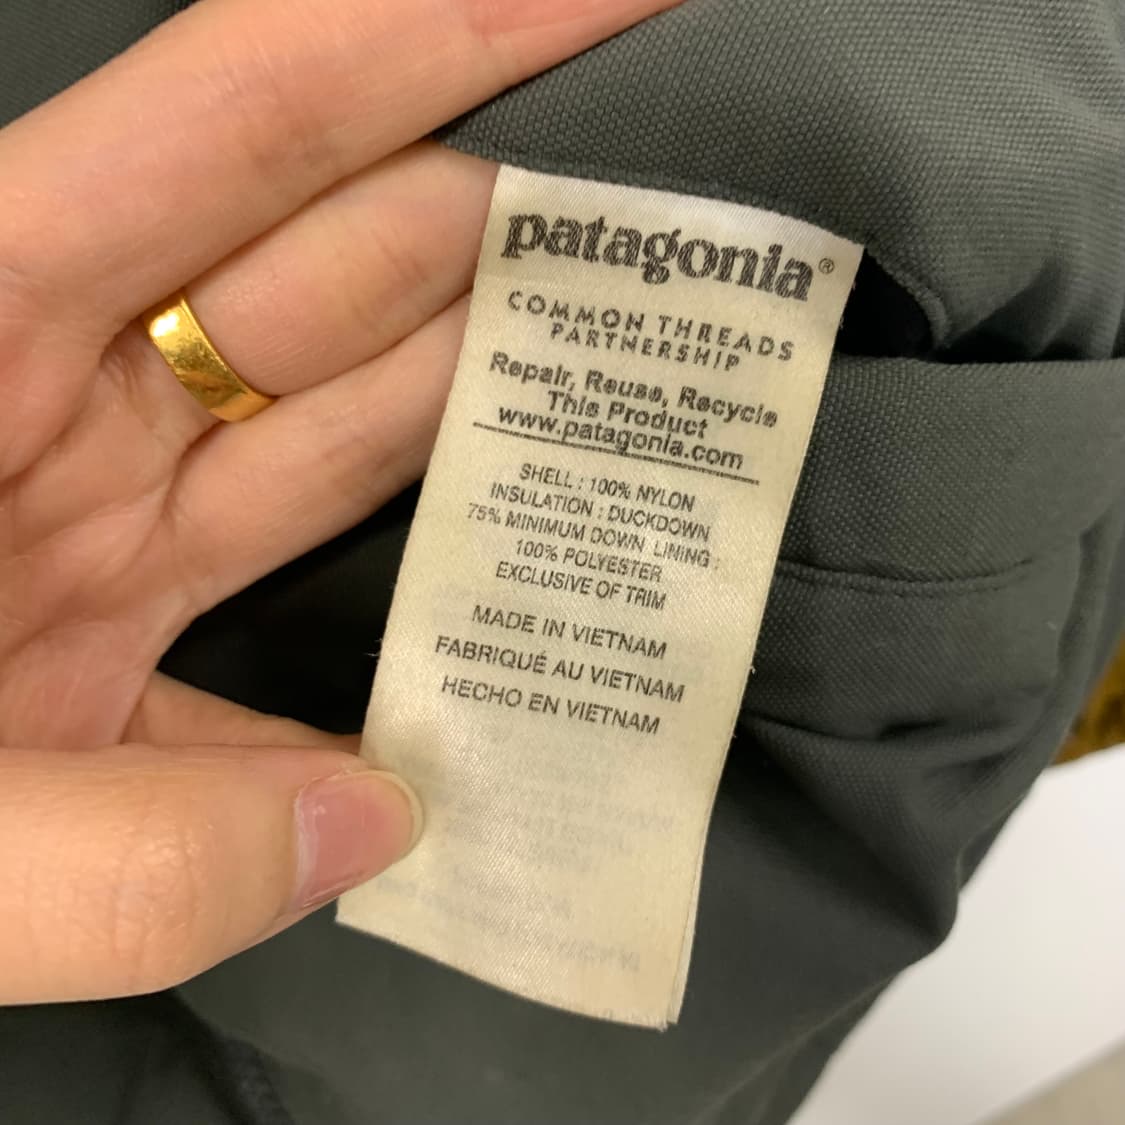 patagonia®
COMMON THREADS
PARTNERSHIP
Repair, Reuse, Recycle
This Product
www.patagonia.com
SHELL : 100% NYLON
INSULATION : DUCKDOWN
75% MINIMUM DOWN LINING :
100% POLYESTER
EXCLUSIVE OF TRIM
MADE IN VIETNAM
FABRIQUÉ AU VIETNAM
HECHO EN VIETNAM